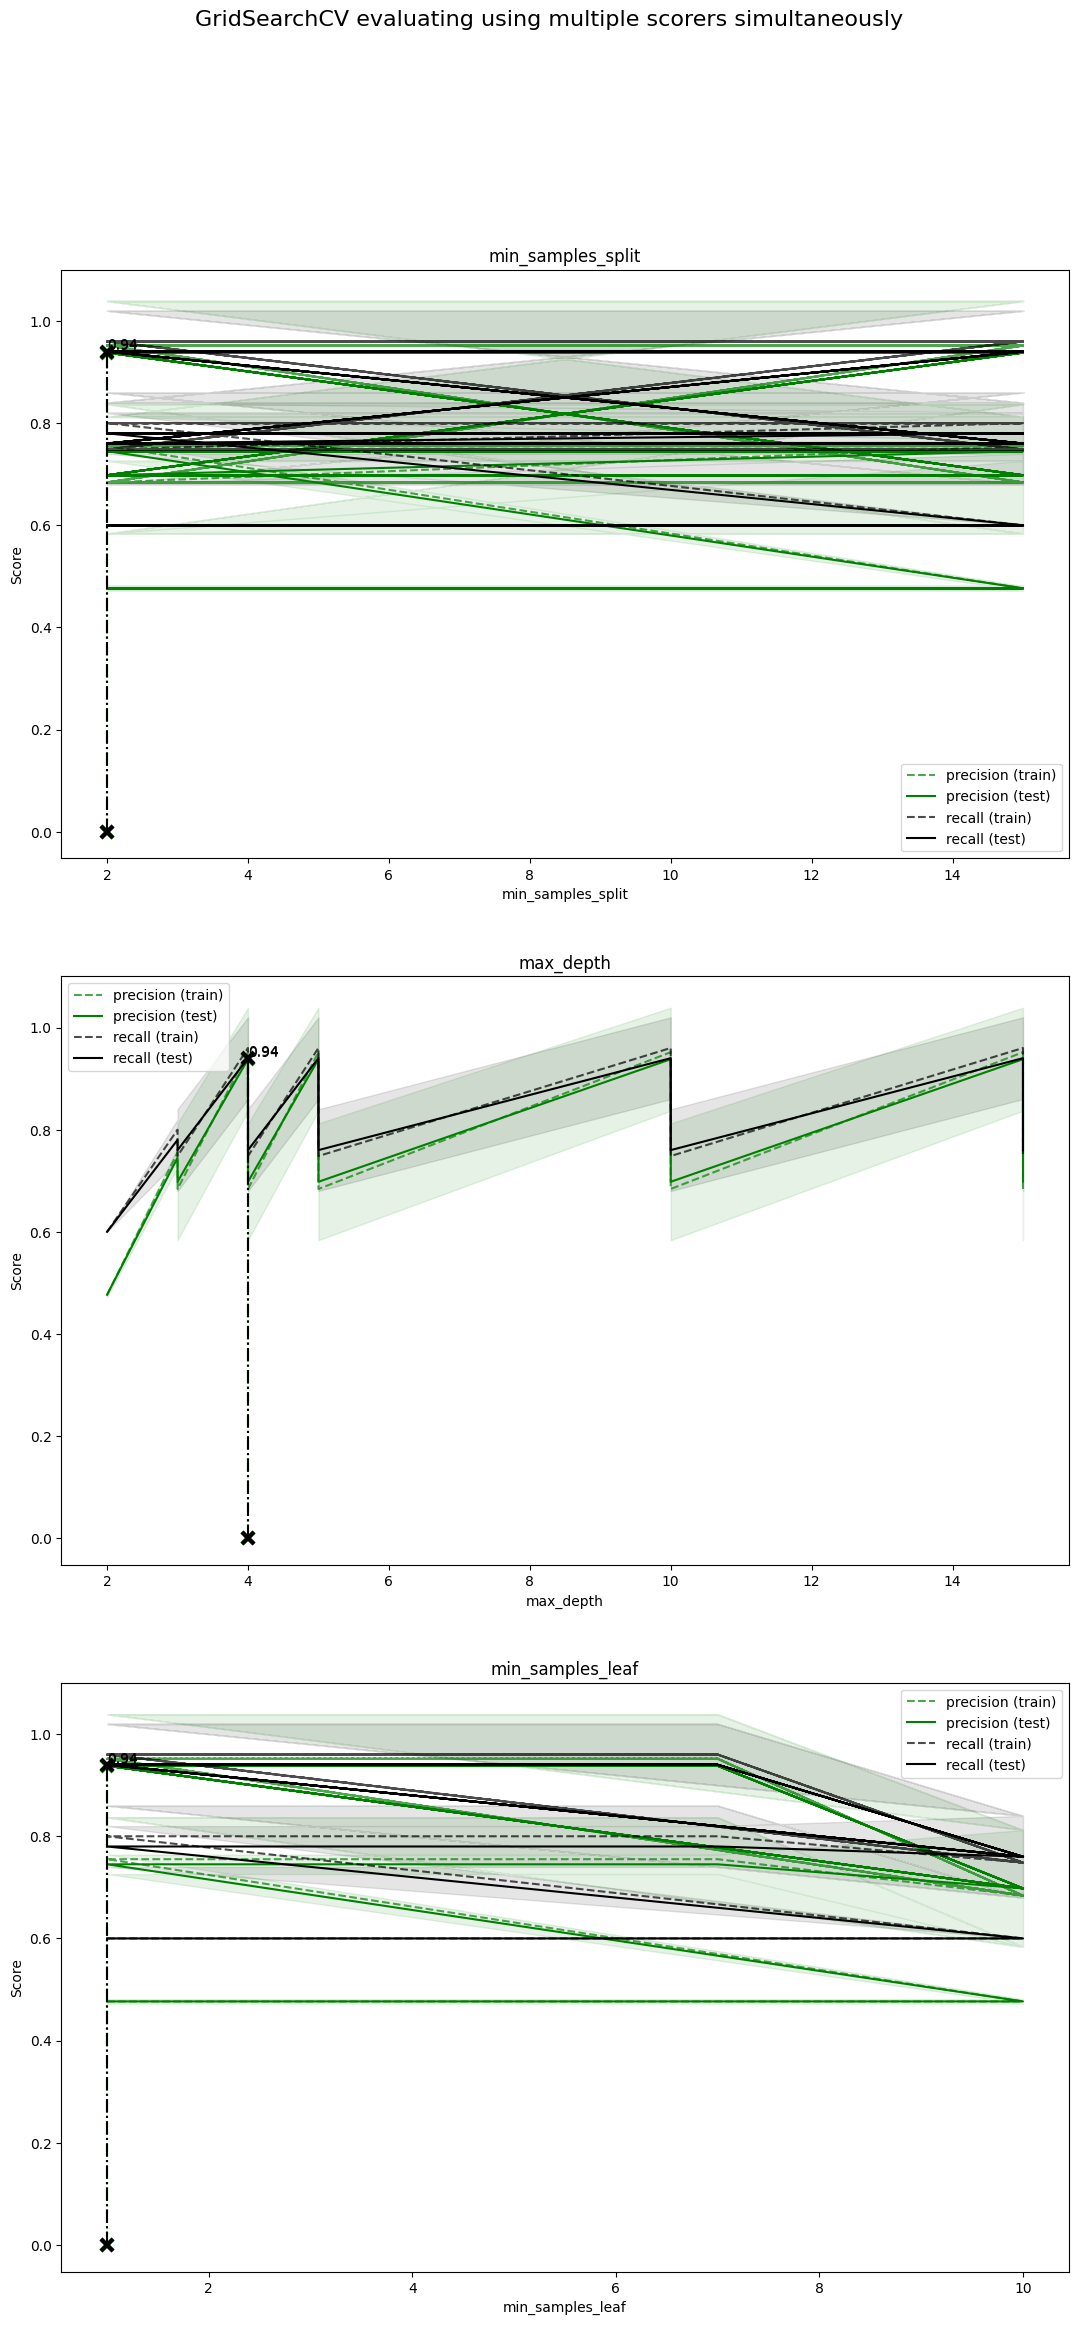 GridSearchCV evaluating using multiple scorers simultaneously
min_samples_split
1.0
0.8
0.6
0.4
0.2
0.0
Score
0.94
precision (train)
precision (test)
recall (train)
recall (test)
2 4 6 8 10 12 14
min_samples_split
max_depth
precision (train)
precision (test)
recall (train)
recall (test)
0.94
1.0
0.8
0.6
0.4
0.2
0.0
Score
2 4 6 8 10 12 14
max_depth
min_samples_leaf
precision (train)
precision (test)
recall (train)
recall (test)
0.94
1.0
0.8
0.6
0.4
0.2
0.0
Score
2 4 6 8 10
min_samples_leaf